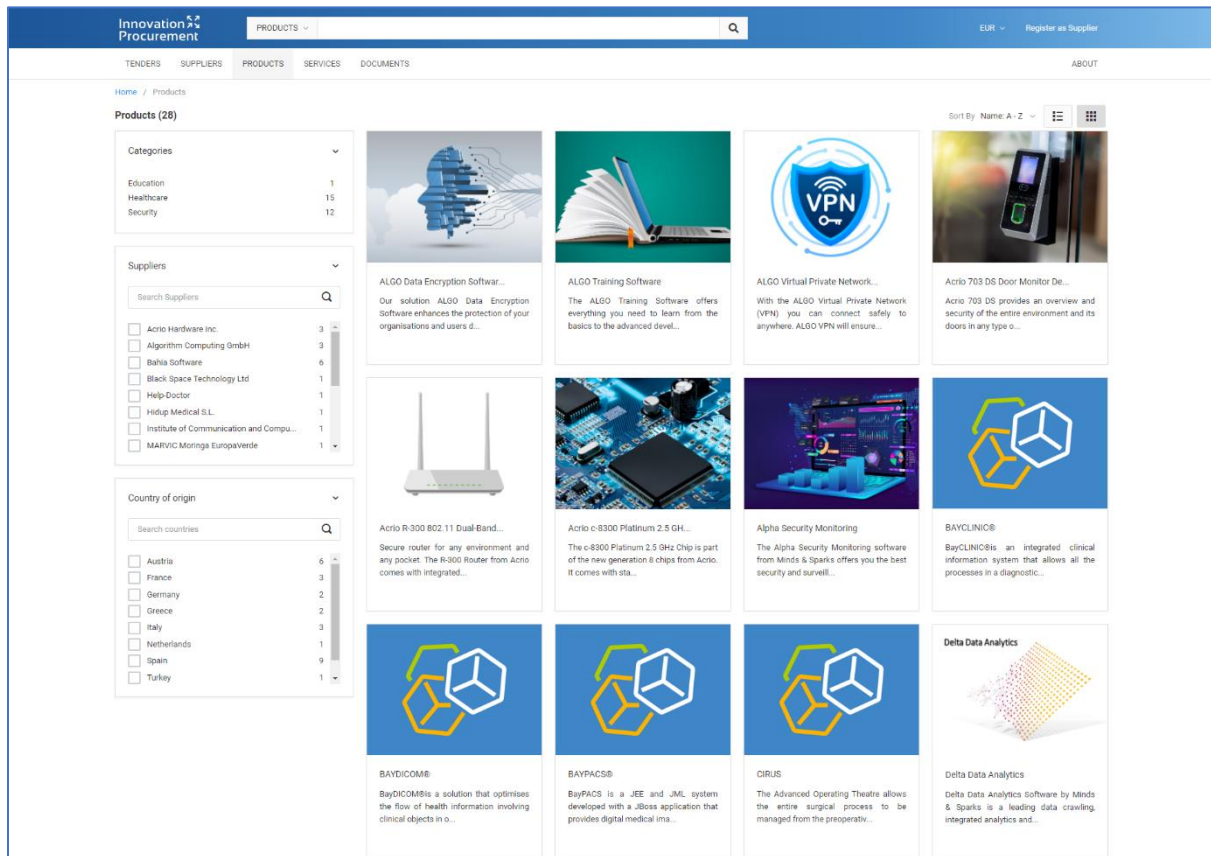 Innovation
Procurement
PRODUCTS
EUR
Register as Supplier
TENDERS SUPPLIERS PRODUCTS SERVICES DOCUMENTS ABOUT
Home / Products
Products (28)
Sort By Name: A - Z
Categories
Education 1
Healthcare 15
Security 12
Suppliers
Search Suppliers
Acrio Hardware Inc. 3
Algorithm Computing GmbH 3
Bahia Software 6
Black Space Technology Ltd 1
Help-Doctor 1
Hidup Medical S.L. 1
Institute of Communication and Compu... 1
MARVIC Moringa EuropaVerde 1
Country of origin
Search countries
Austria 6
France 3
Germany 2
Greece 2
Italy 3
Netherlands 1
Spain 9
Turkey 1
ALGO Data Encryption Softwar...
Our solution ALGO Data Encryption
Software enhances the protection of your
organisations and users d...
ALGO Training Software
The ALGO Training Software offers
everything you need to learn from the
basics to the advanced devel...
VPN
ALGO Virtual Private Network...
With the ALGO Virtual Private Network
(VPN) you can connect safely to
anywhere. ALGO VPN will ensure...
Acrio 703 DS Door Monitor De...
Acrio 703 DS provides an overview and
security of the entire environment and its
doors in any type o...
Acrio R-300 802.11 Dual-Band...
Secure router for any environment and
any pocket. The R-300 Router from Acrio
comes with integrated...
Acrio c-8300 Platinum 2.5 GH...
The c-8300 Platinum 2.5 GHz Chip is part
of the new generation 8 chips from Acrio.
It comes with sta...
Alpha Security Monitoring
The Alpha Security Monitoring software
from Minds & Sparks offers you the best
security and surveill...
BAYCLINIC®
BayCLINIC®is an integrated clinical
information system that allows all the
processes in a diagnostic...
BAYDICOM®
BayDICOM®is a solution that optimises
the flow of health information involving
clinical objects in o...
BAYPACS®
BayPACS is a JEE and JML system
developed with a JBoss application that
provides digital medical ima...
CIRUS
The Advanced Operating Theatre allows
the entire surgical process to be
managed from the preoperativ...
Delta Data Analytics
Delta Data Analytics
Delta Data Analytics Software by Minds
& Sparks is a leading data crawling,
integrated analytics and...